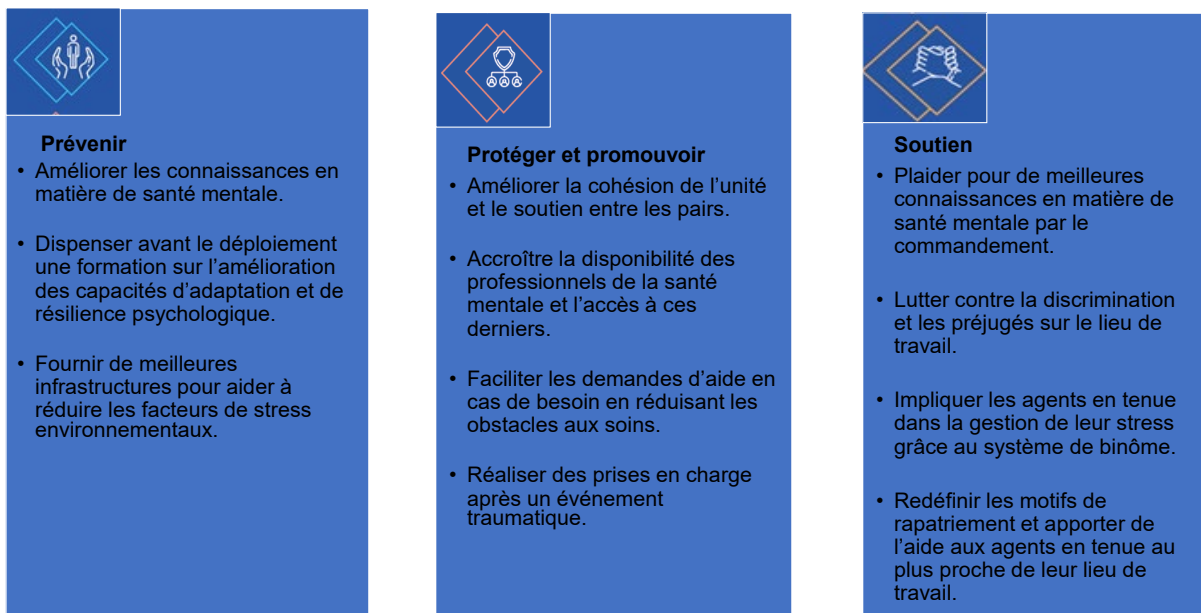 Prévenir
• Améliorer les connaissances en
matière de santé mentale.
• Dispenser avant le déploiement
une formation sur l’amélioration
des capacités d’adaptation et de
résilience psychologique.
• Fournir de meilleures
infrastructures pour aider à
réduire les facteurs de stress
environnementaux.
Protéger et promouvoir
• Améliorer la cohésion de l’unité
et le soutien entre les pairs.
• Accroître la disponibilité des
professionnels de la santé
mentale et l’accès à ces
derniers.
• Faciliter les demandes d’aide en
cas de besoin en réduisant les
obstacles aux soins.
• Réaliser des prises en charge
après un événement
traumatique.
Soutien
• Plaider pour de meilleures
connaissances en matière de
santé mentale par le
commandement.
• Lutter contre la discrimination
et les préjugés sur le lieu de
travail.
• Impliquer les agents en tenue
dans la gestion de leur stress
grâce au système de binôme.
• Redéfinir les motifs de
rapatriement et apporter de
l’aide aux agents en tenue au
plus proche de leur lieu de
travail.